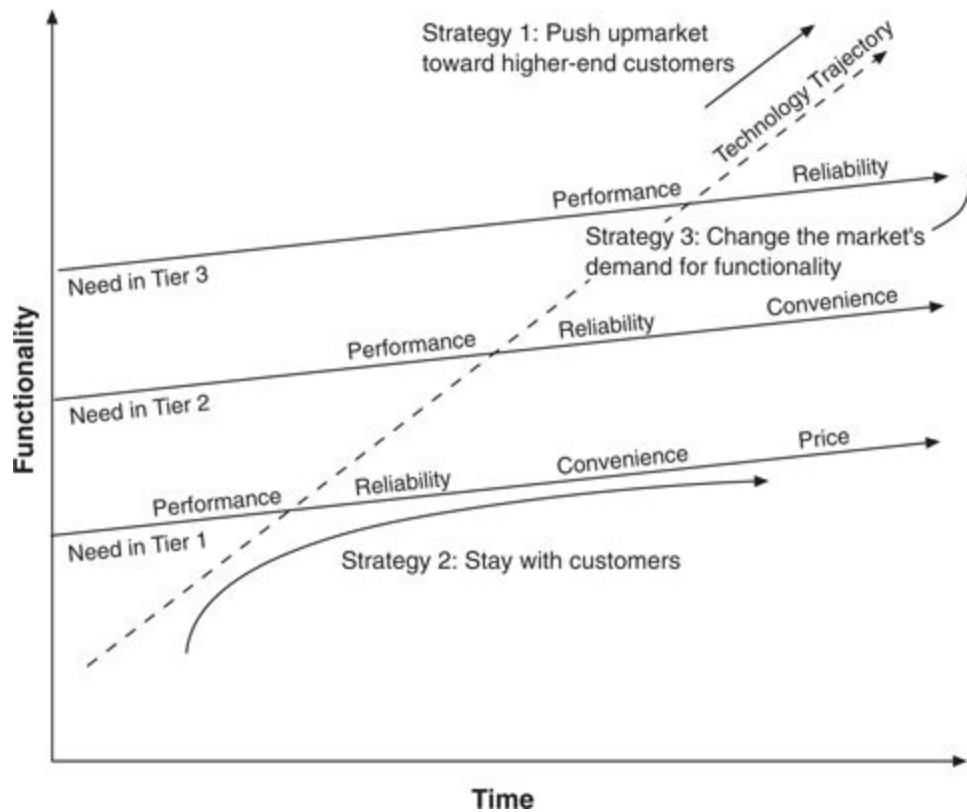 Strategy 1: Push upmarket
toward higher-end customers
Technology Trajectory
Performance
Reliability
Need in Tier 3
Strategy 3: Change the market's
demand for functionality
Performance
Reliability
Convenience
Need in Tier 2
Performance
Reliability
Convenience
Price
Need in Tier 1
Strategy 2: Stay with customers
Functionality
Time